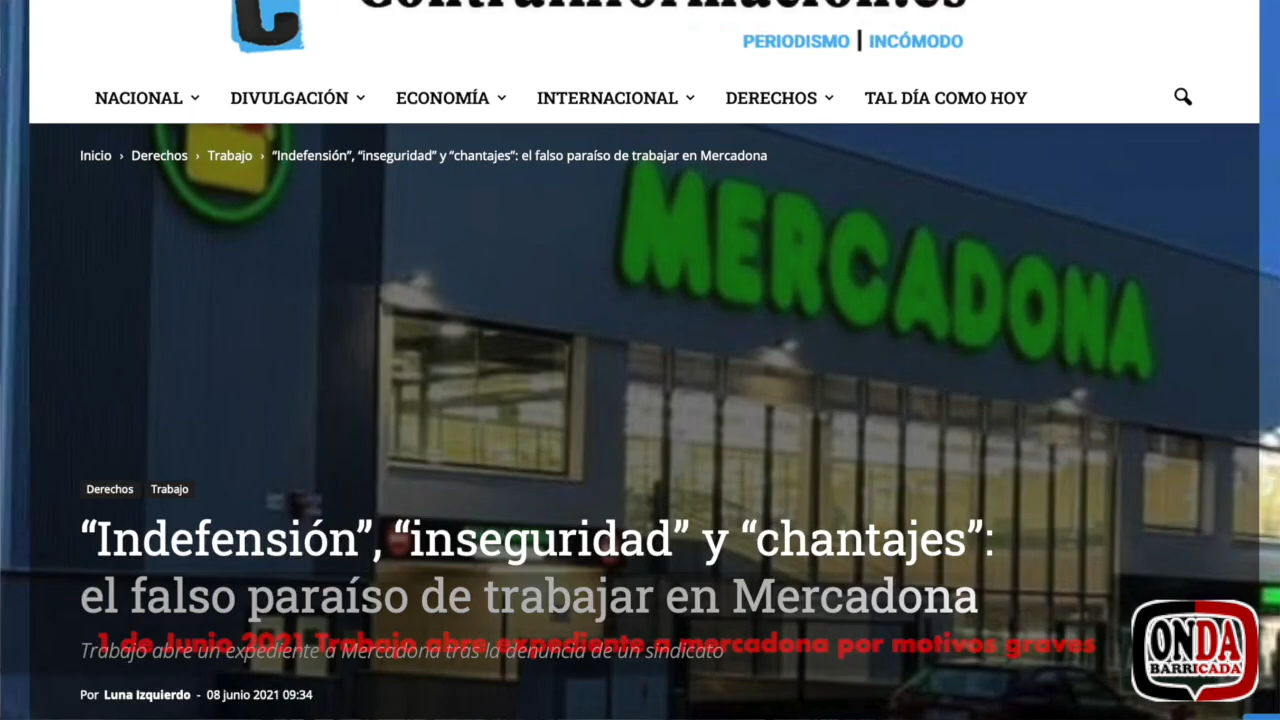 Contrainformación.es
PERIODISMO | INCÓMODO
NACIONAL DIVULGACIÓN ECONOMÍA INTERNACIONAL DERECHOS TAL DÍA COMO HOY
Inicio › Derechos › Trabajo › “Indefensión”, “inseguridad” y “chantajes”: el falso paraíso de trabajar en Mercadona
MERCADONA
Derechos Trabajo
“Indefensión”, “inseguridad” y “chantajes”:
el falso paraíso de trabajar en Mercadona
1 de Junio 2021 Trabajo abre expediente a mercadona por motivos graves
Trabajo abre un expediente a Mercadona tras la denuncia de un sindicato
Por Luna Izquierdo - 08 junio 2021 09:34
ONDA
BARRICADA